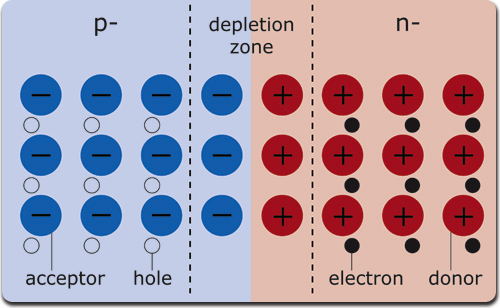 p-
depletion
zone
n-
acceptor
hole
electron
donor